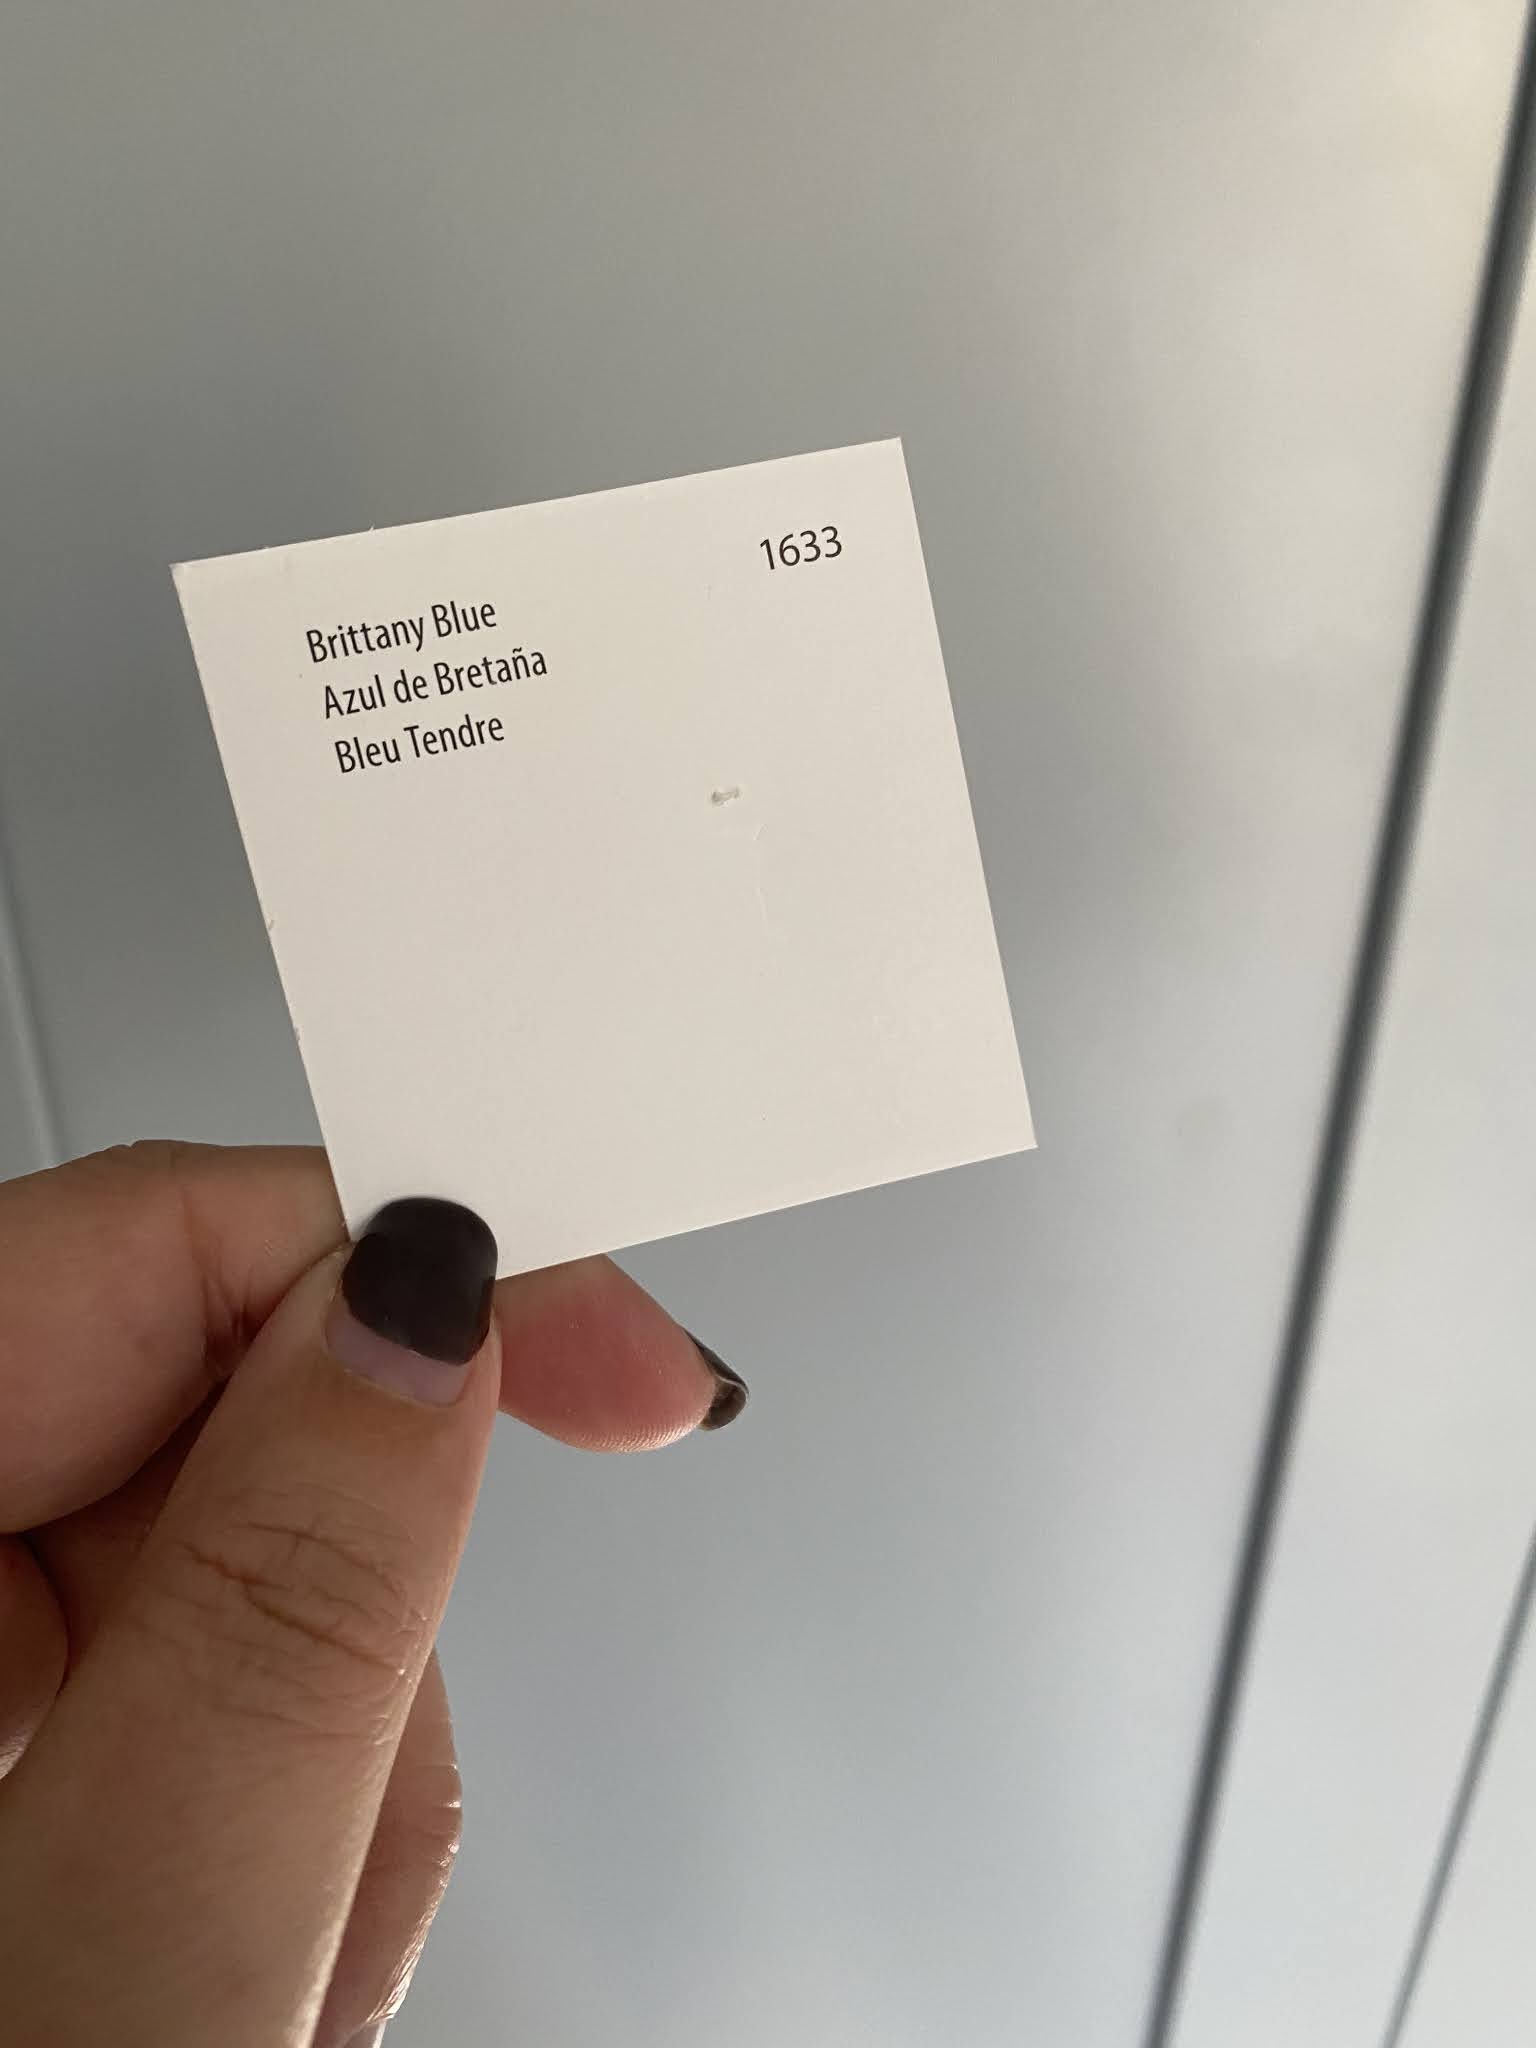 1633
Brittany Blue
Azul de Bretaña
Bleu Tendre